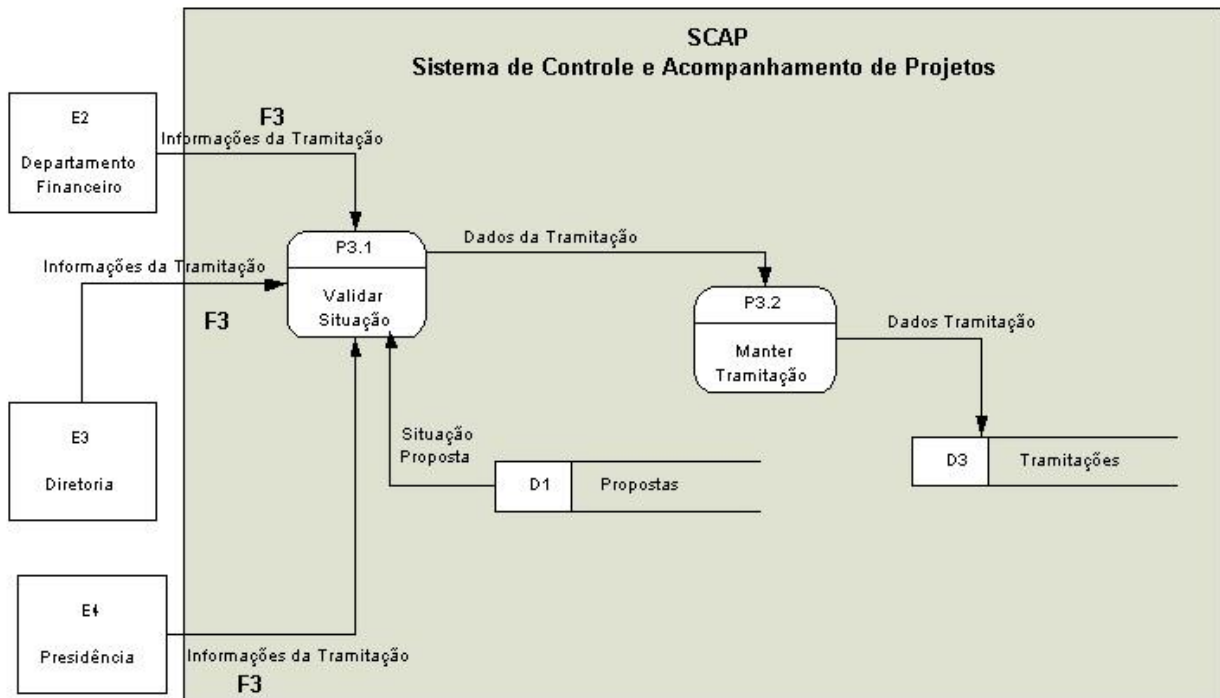 SCAP
Sistema de Controle e Acompanhamento de Projetos
E2
Departamento
Financeiro
F3
Informações da Tramitação
P3.1
Validar
Situação
Informações da Tramitação
F3
Dados da Tramitação
P3.2
Manter
Tramitação
Dados Tramitação
E3
Diretoria
Situação
Proposta
D1
Propostas
D3
Tramitações
E4
Presidência
Informações da Tramitação
F3